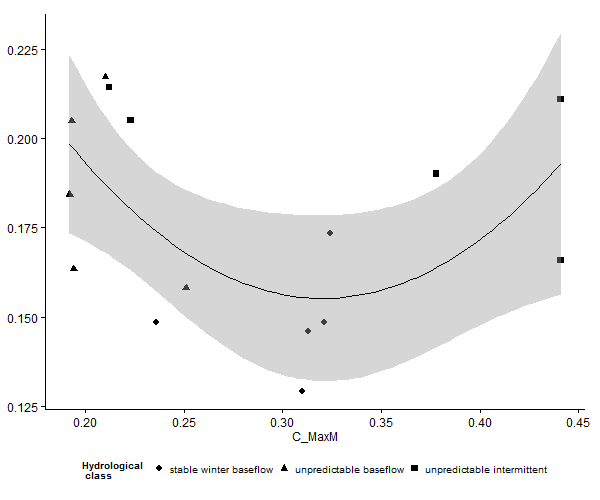 0.225
0.200
0.175
0.150
0.125
0.20 0.25 0.30 0.35 0.40 0.45
C_MaxM
Hydrological
class
stable winter baseflow unpredictable baseflow unpredictable intermittent